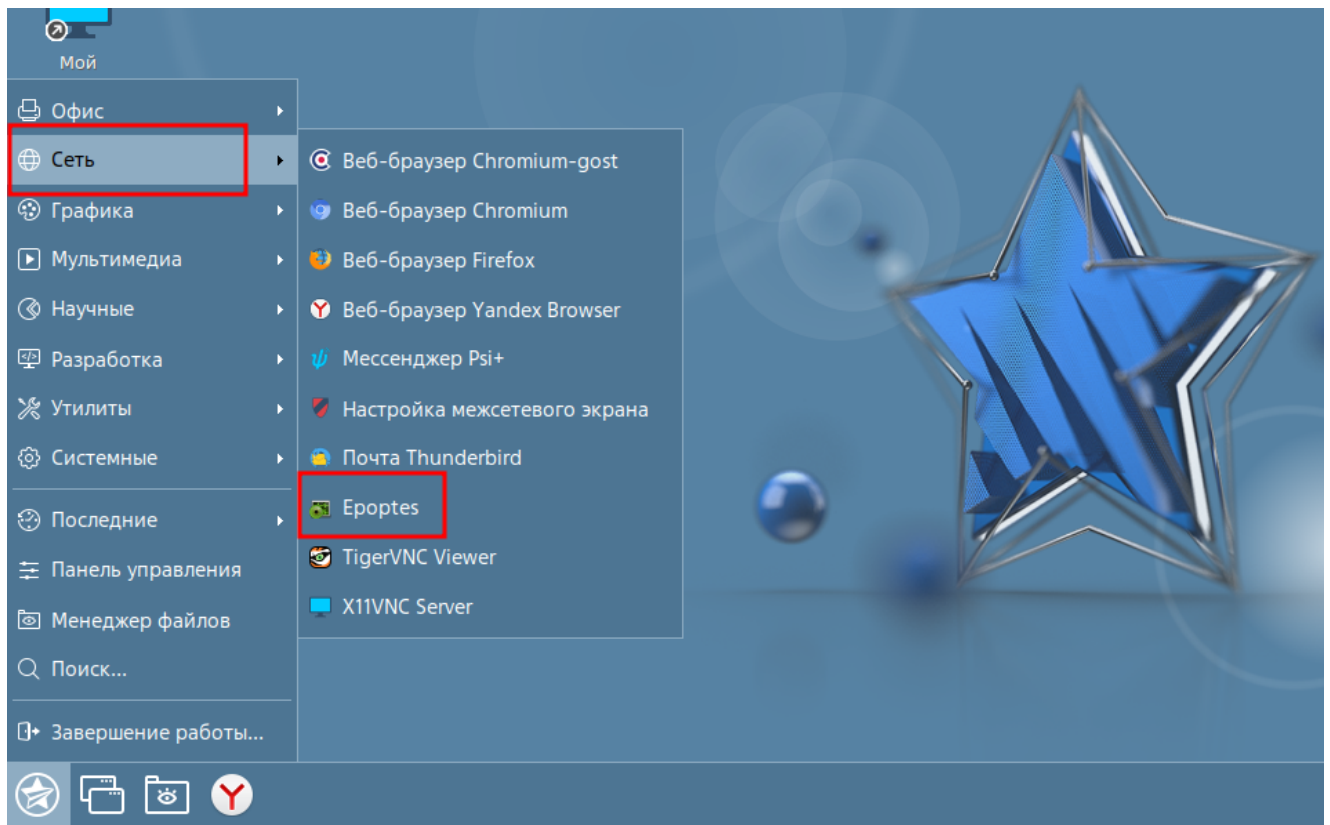 Мой
Офис
Сеть
Графика
Мультимедиа
Научные
Разработка
Утилиты
Системные
Последние
Панель управления
Менеджер файлов
Поиск...
Завершение работы...
Веб-браузер Chromium-gost
Веб-браузер Chromium
Веб-браузер Firefox
Веб-браузер Yandex Browser
Мессенджер Psi+
Настройка межсетевого экрана
Почта Thunderbird
Epoptes
TigerVNC Viewer
X11VNC Server